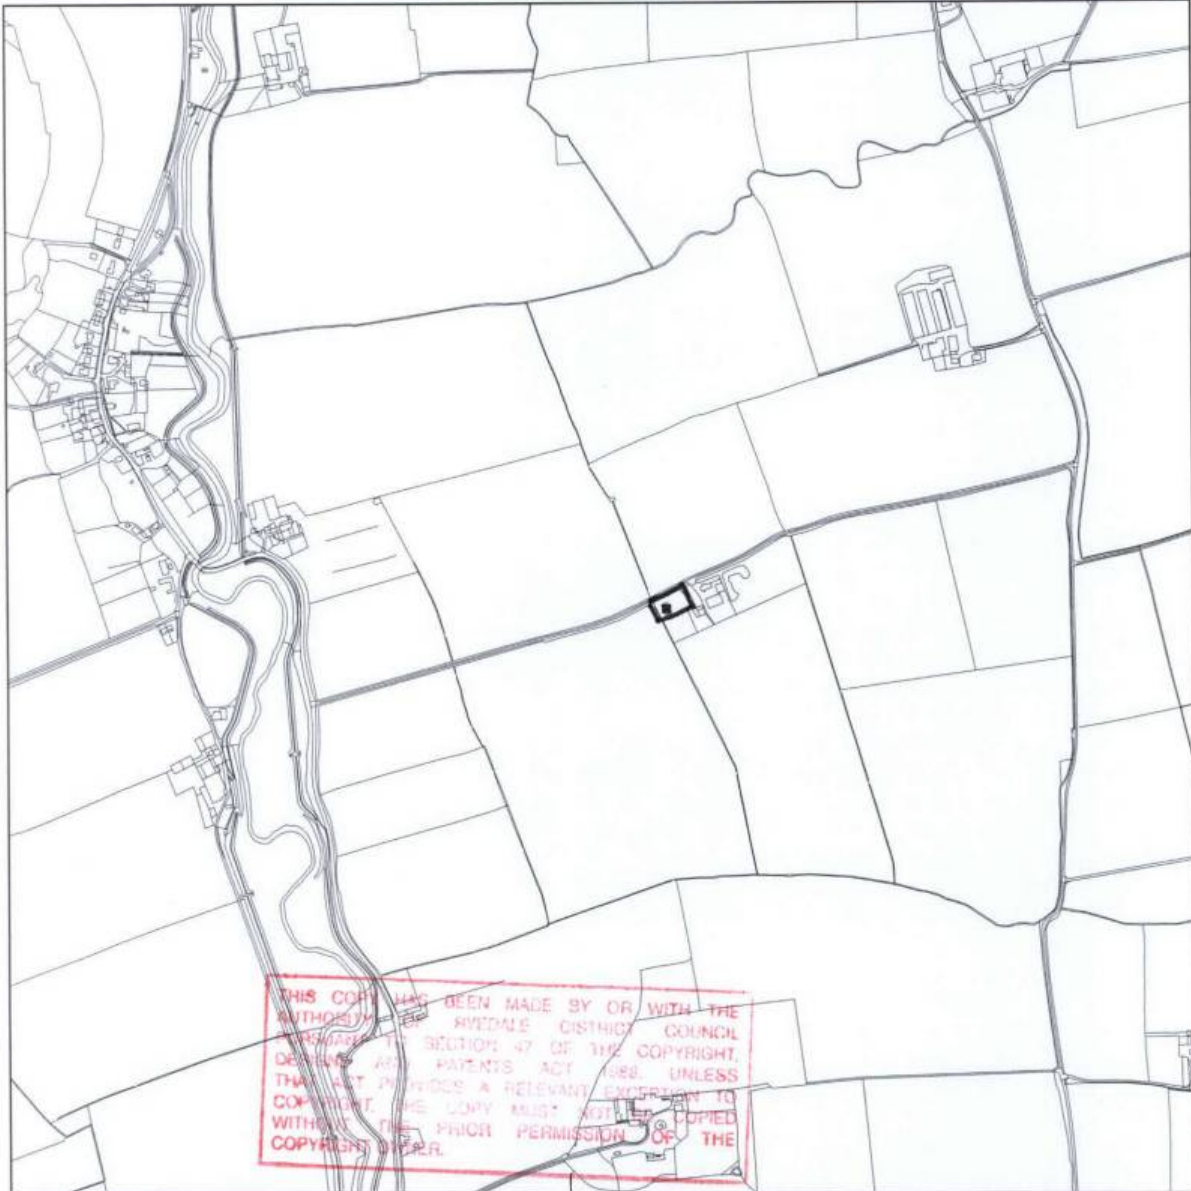 THIS COPY HAS BEEN MADE BY OR WITH THE
AUTHORITY OF RYEDALE DISTRICT COUNCIL
PURSUANT TO SECTION 47 OF THE COPYRIGHT,
DESIGNS AND PATENTS ACT 1988. UNLESS
THAT ACT PROVIDES A RELEVANT EXCEPTION TO
COPYRIGHT, THE COPY MUST NOT BE COPIED
WITHOUT THE PRIOR PERMISSION OF THE
COPYRIGHT OWNER.